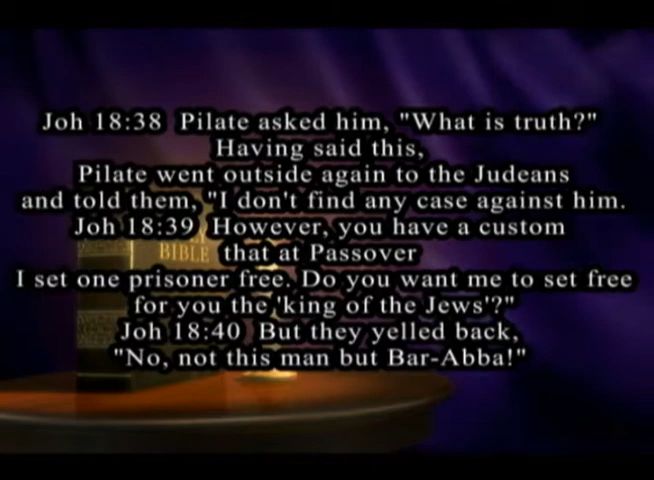 Joh 18:38  Pilate asked him, "What is truth?"
Having said this,
Pilate went outside again to the Judeans
and told them, "I don't find any case against him.
Joh 18:39  However, you have a custom
that at Passover
BIBLE
I set one prisoner free. Do you want me to set free
for you the 'king of the Jews'?"
Joh 18:40  But they yelled back,
"No, not this man but Bar-Abba!"